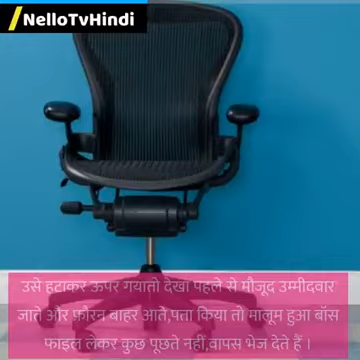 NelloTvHindi
उसे हटाकर ऊपर गयातो देखा पहले से मौजूद उम्मीदवार
जाते और फ़ौरन बाहर आते,पता किया तो मालूम हुआ बॉस
फाइल लेकर कुछ पूछते नहीं,वापस भेज देते हैं ।